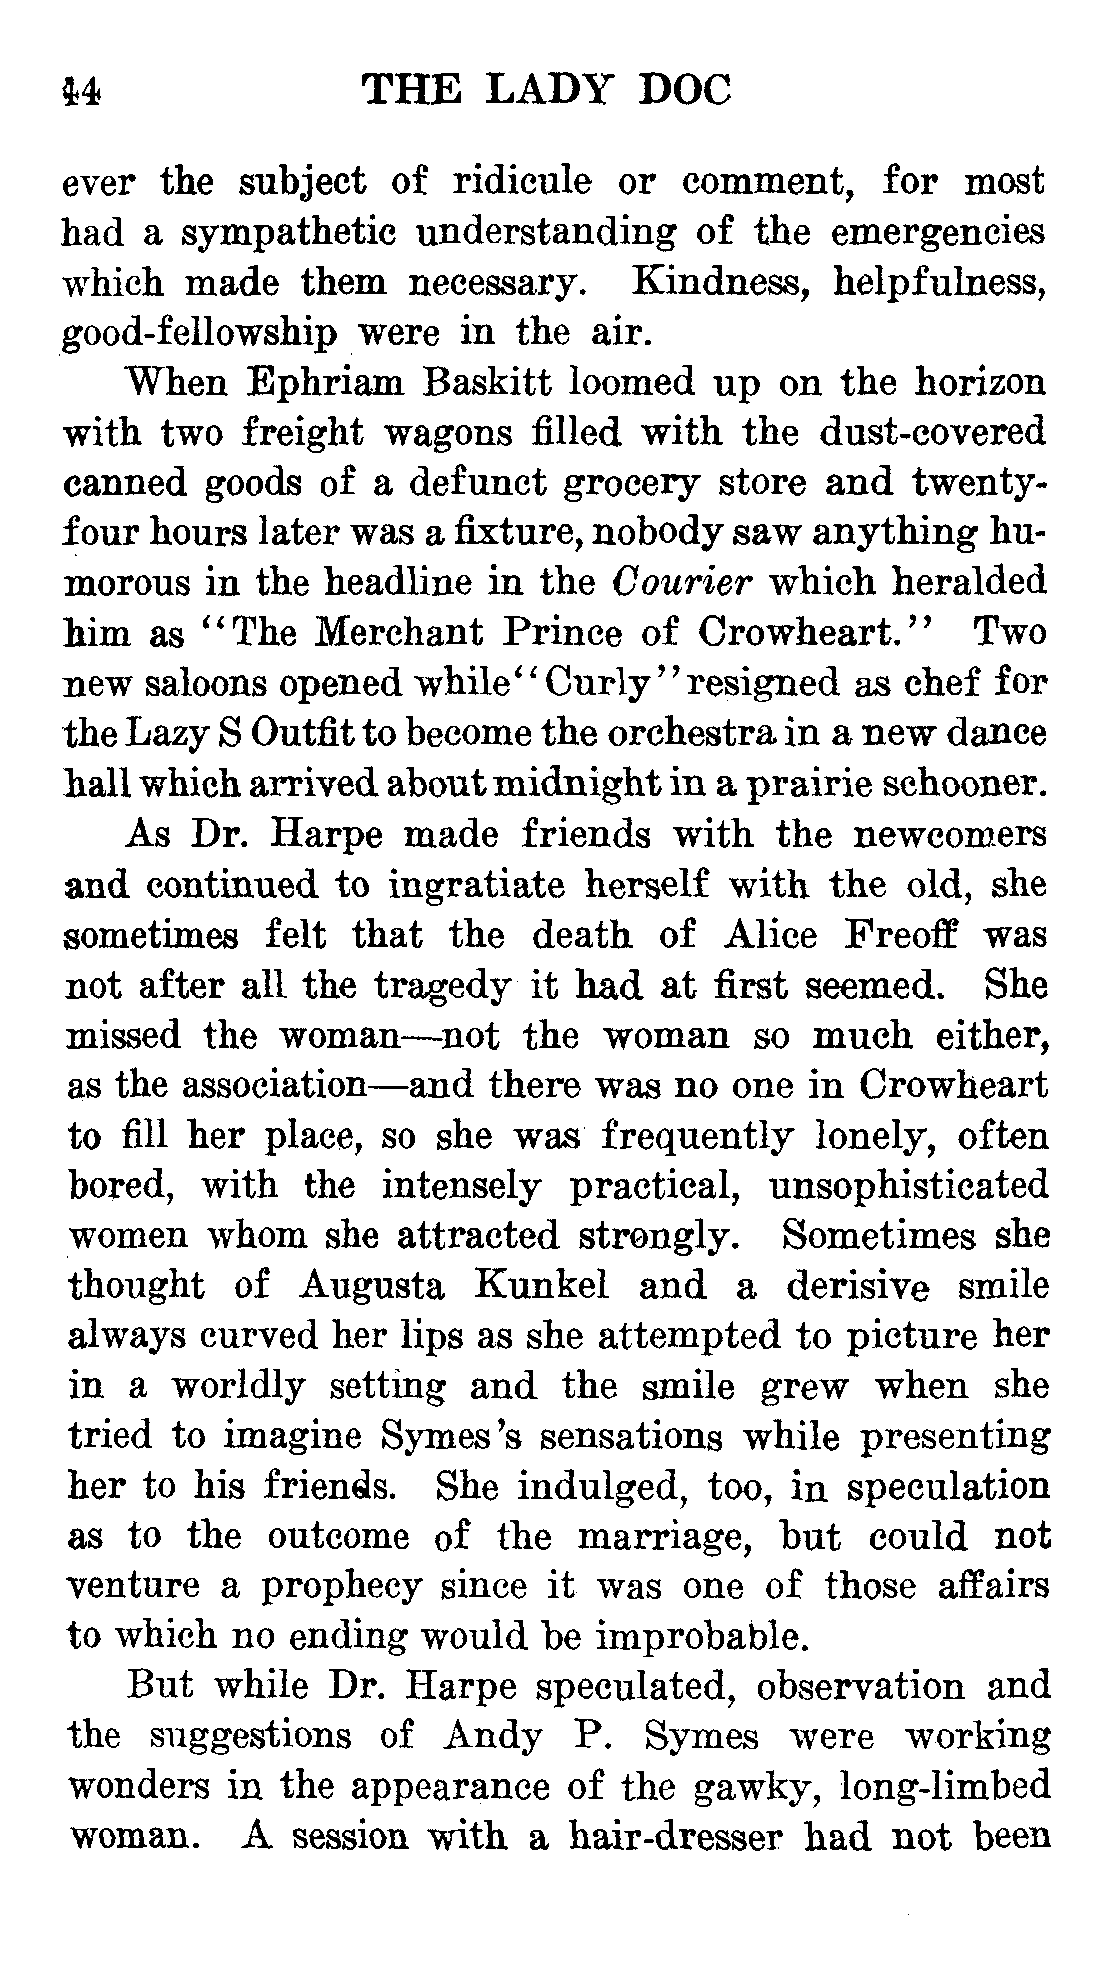 44 THE LADY DOC
ever the subject of ridicule or comment, for most
had a sympathetic understanding of the emergencies
which made them necessary. Kindness, helpfulness,
good-fellowship were in the air.
When Ephriam Baskitt loomed up on the horizon
with two freight wagons filled with the dust-covered
canned goods of a defunct grocery store and twenty-
four hours later was a fixture, nobody saw anything hu-
morous in the headline in the Courier which heralded
him as "The Merchant Prince of Crowheart." Two
new saloons opened while "Curly" resigned as chef for
the Lazy S Outfit to become the orchestra in a new dance
hall which arrived about midnight in a prairie schooner.
As Dr. Harpe made friends with the newcomers
and continued to ingratiate herself with the old, she
sometimes felt that the death of Alice Freoff was
not after all the tragedy it had at first seemed. She
missed the woman—not the woman so much either,
as the association—and there was no one in Crowheart
to fill her place, so she was frequently lonely, often
bored, with the intensely practical, unsophisticated
women whom she attracted strongly. Sometimes she
thought of Augusta Kunkel and a derisive smile
always curved her lips as she attempted to picture her
in a worldly setting and the smile grew when she
tried to imagine Symes's sensations while presenting
her to his friends. She indulged, too, in speculation
as to the outcome of the marriage, but could not
venture a prophecy since it was one of those affairs
to which no ending would be improbable.
But while Dr. Harpe speculated, observation and
the suggestions of Andy P. Symes were working
wonders in the appearance of the gawky, long-limbed
woman. A session with a hair-dresser had not been